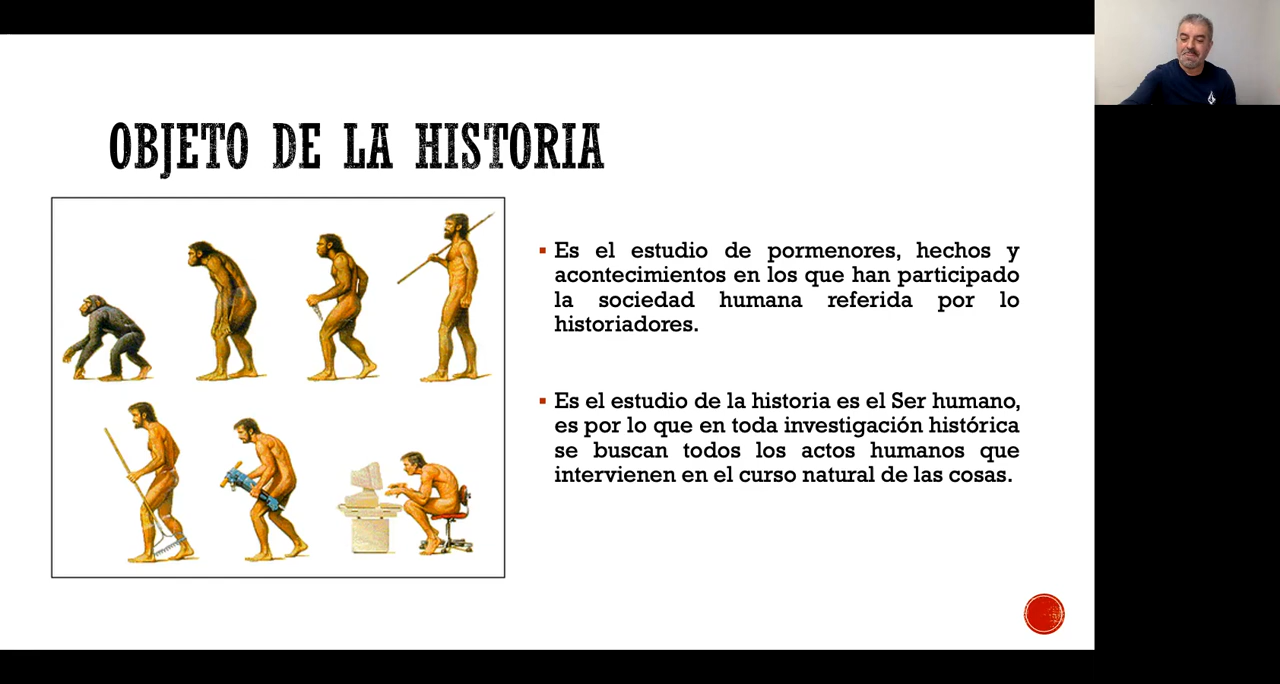 OBJETO DE LA HISTORIA
Es el estudio de pormenores, hechos y
acontecimientos en los que han participado
la sociedad humana referida por lo
historiadores.
Es el estudio de la historia es el Ser humano,
es por lo que en toda investigación histórica
se buscan todos los actos humanos que
intervienen en el curso natural de las cosas.